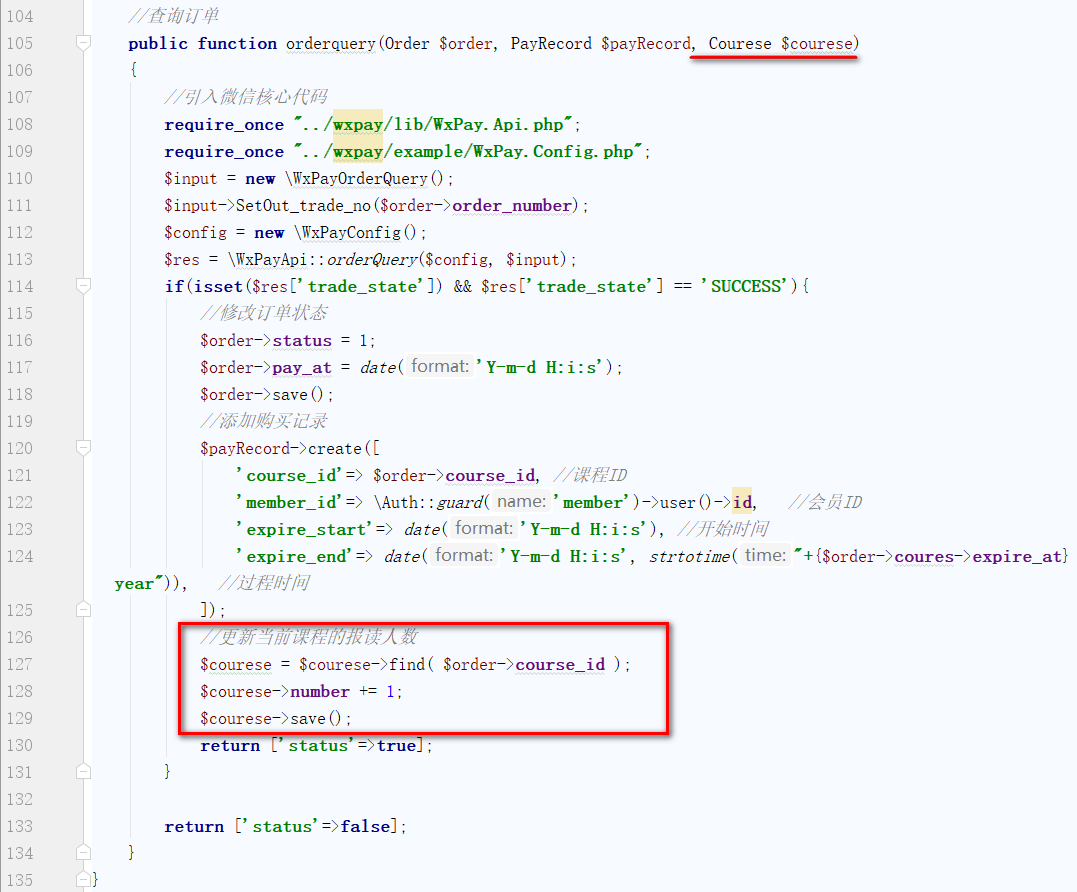 104 //查询订单
105 public function orderquery(Order $order, PayRecord $payRecord, Courese $courese)
106 {
107 //引入微信核心代码
108 require_once "../wxpay/lib/WxPay.Api.php";
109 require_once "../wxpay/example/WxPay.Config.php";
110 $input = new \WxPayOrderQuery();
111 $input->SetOut_trade_no($order->order_number);
112 $config = new \WxPayConfig();
113 $res = \WxPayApi::orderQuery($config, $input);
114 if(isset($res['trade_state']) && $res['trade_state'] == 'SUCCESS'){
115 //修改订单状态
116 $order->status = 1;
117 $order->pay_at = date( format: 'Y-m-d H:i:s');
118 $order->save();
119 //添加购买记录
120 $payRecord->create([
121 'course_id'=> $order->course_id, //课程ID
122 'member_id'=> \Auth::guard( name: 'member')->user()->id, //会员ID
123 'expire_start'=> date( format: 'Y-m-d H:i:s'), //开始时间
124 'expire_end'=> date( format: 'Y-m-d H:i:s', strtotime( time: "+{$order->coures->expire_at}
year")), //过程时间
125 ]);
126 //更新当前课程的报读人数
127 $courese = $courese->find( $order->course_id );
128 $courese->number += 1;
129 $courese->save();
130 return ['status'=>true];
131 }
132
133 return ['status'=>false];
134 }
135 }